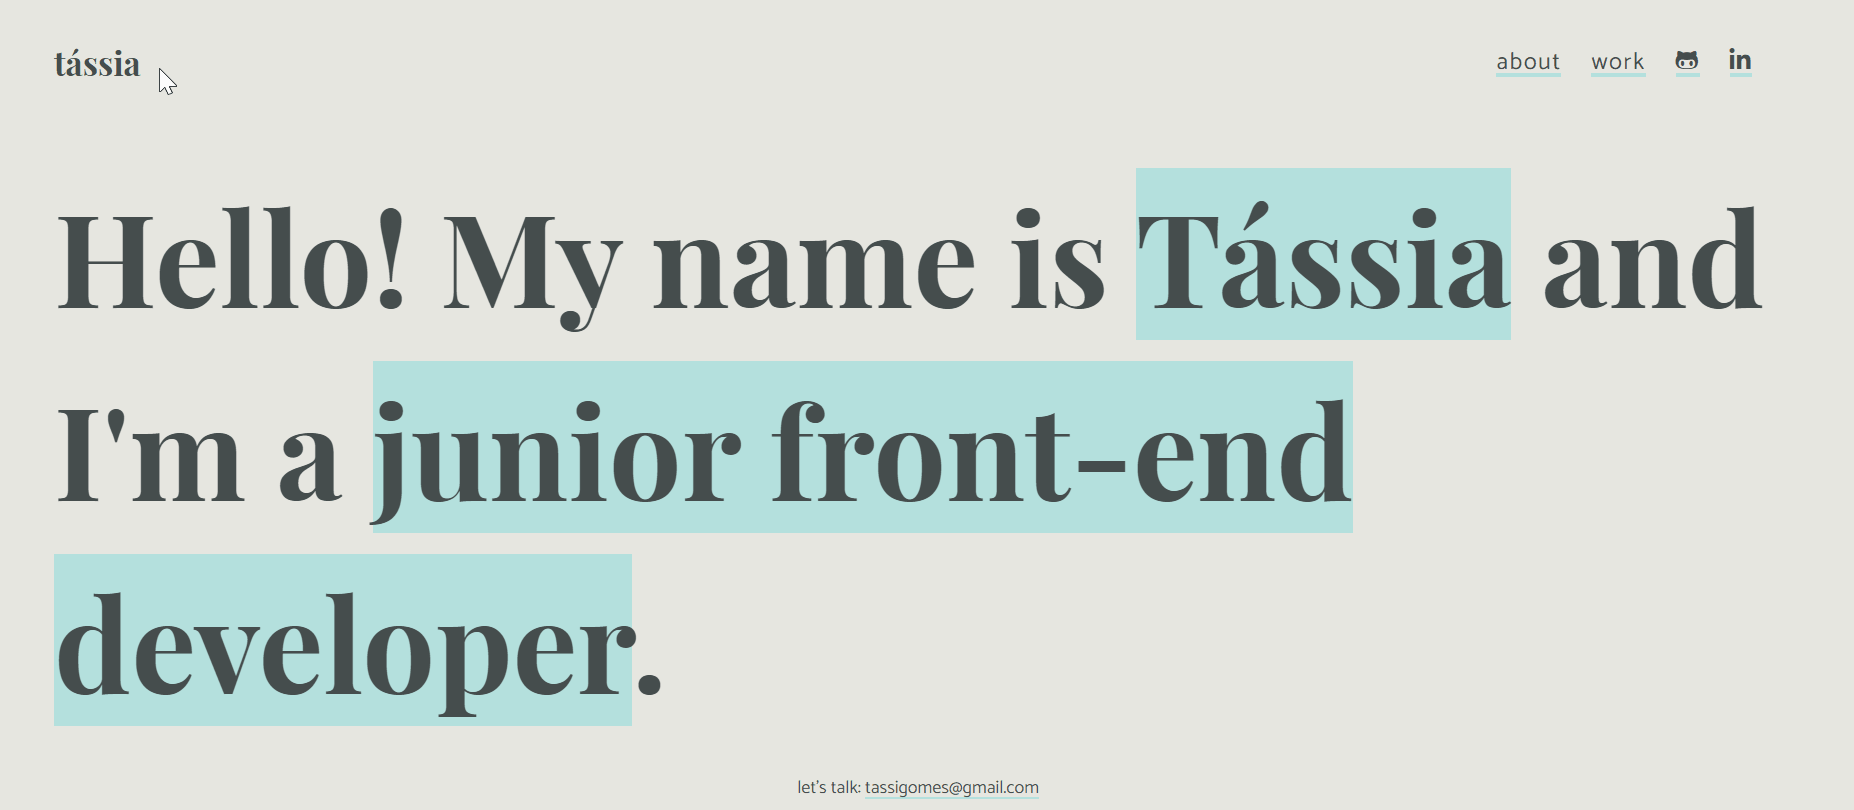 tássia
about work in
Hello! My name is Tássia and
I'm a junior front-end
developer.
let's talk: tassigomes@gmail.com